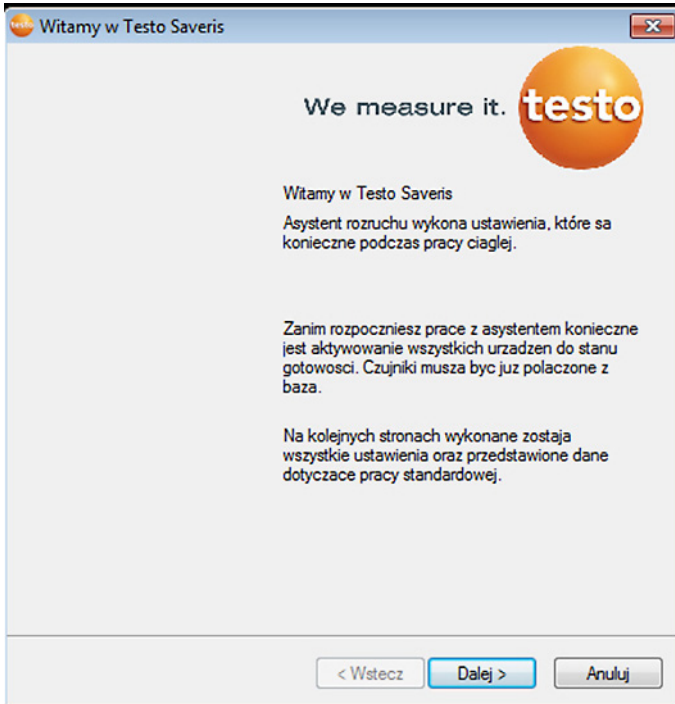 Witamy w Testo Saveris
We measure it. testo
Witamy w Testo Saveris
Asystent rozruchu wykona ustawienia, które sa
konieczne podczas pracy ciaglej.
Zanim rozpoczniesz prace z asystentem konieczne
jest aktywowanie wszystkich urzadzen do stanu
gotowosci. Czujniki musza byc juz polaczone z
baza.
Na kolejnych stronach wykonane zostaja
wszystkie ustawienia oraz przedstawione dane
dotyczace pracy standardowej.
< Wstecz Dalej > Anuluj